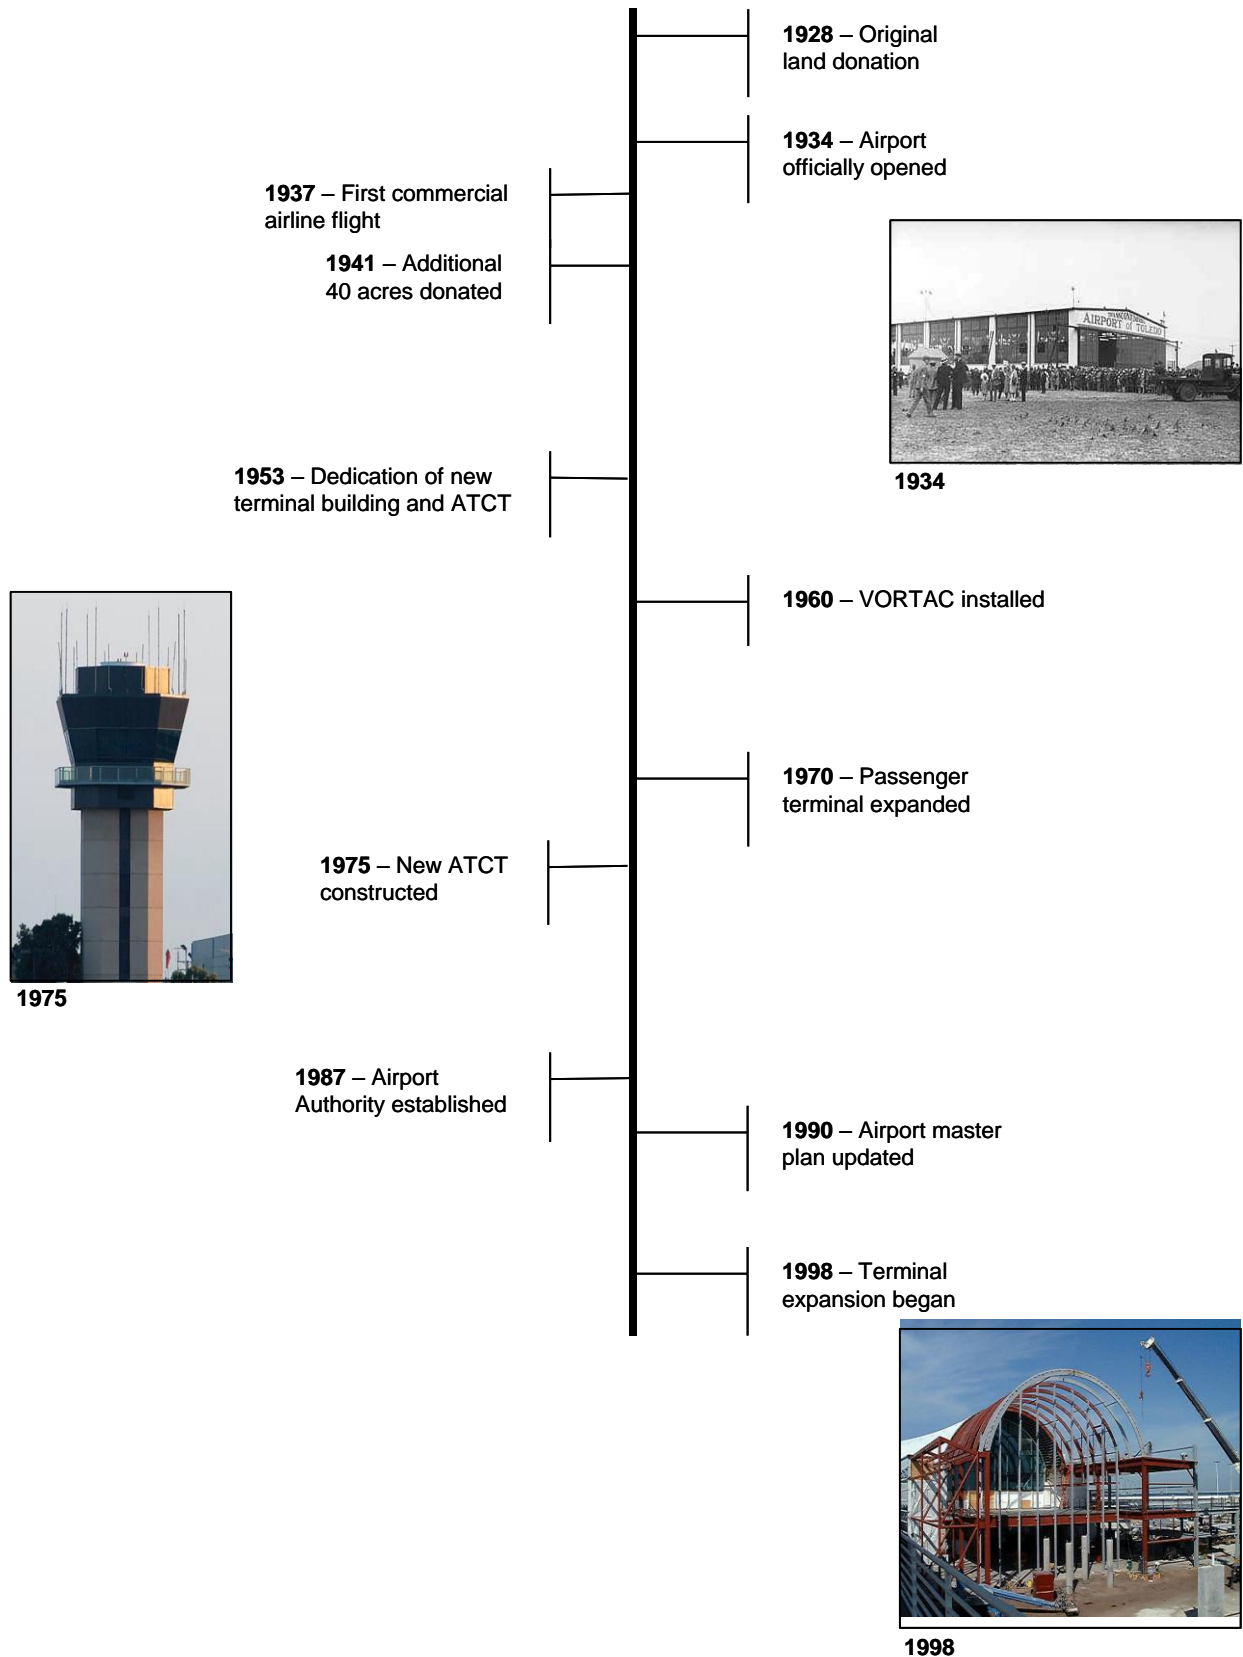 1928 – Original
land donation
1934 – Airport
officially opened
1937 – First commercial
airline flight
1941 – Additional
40 acres donated
AIRPORT of TOLEDO
1934
1953 – Dedication of new
terminal building and ATCT
1960 – VORTAC installed
1970 – Passenger
terminal expanded
1975 – New ATCT
constructed
1975
1987 – Airport
Authority established
1990 – Airport master
plan updated
1998 – Terminal
expansion began
1998